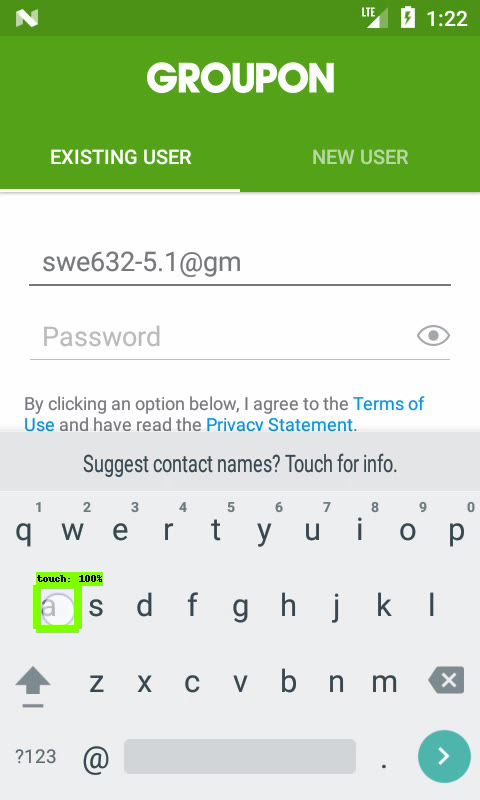 LTE 1:22
GROUPON
EXISTING USER NEW USER
swe632-5.1@gm
Password
By clicking an option below, I agree to the Terms of
Use and have read the Privacy Statement.
Suggest contact names? Touch for info.
1 2 3 4 5 6 7 8 9 0
q w e r t y u i o p
touch: 100%
a s d f g h j k l
z x c v b n m
?123 @ .